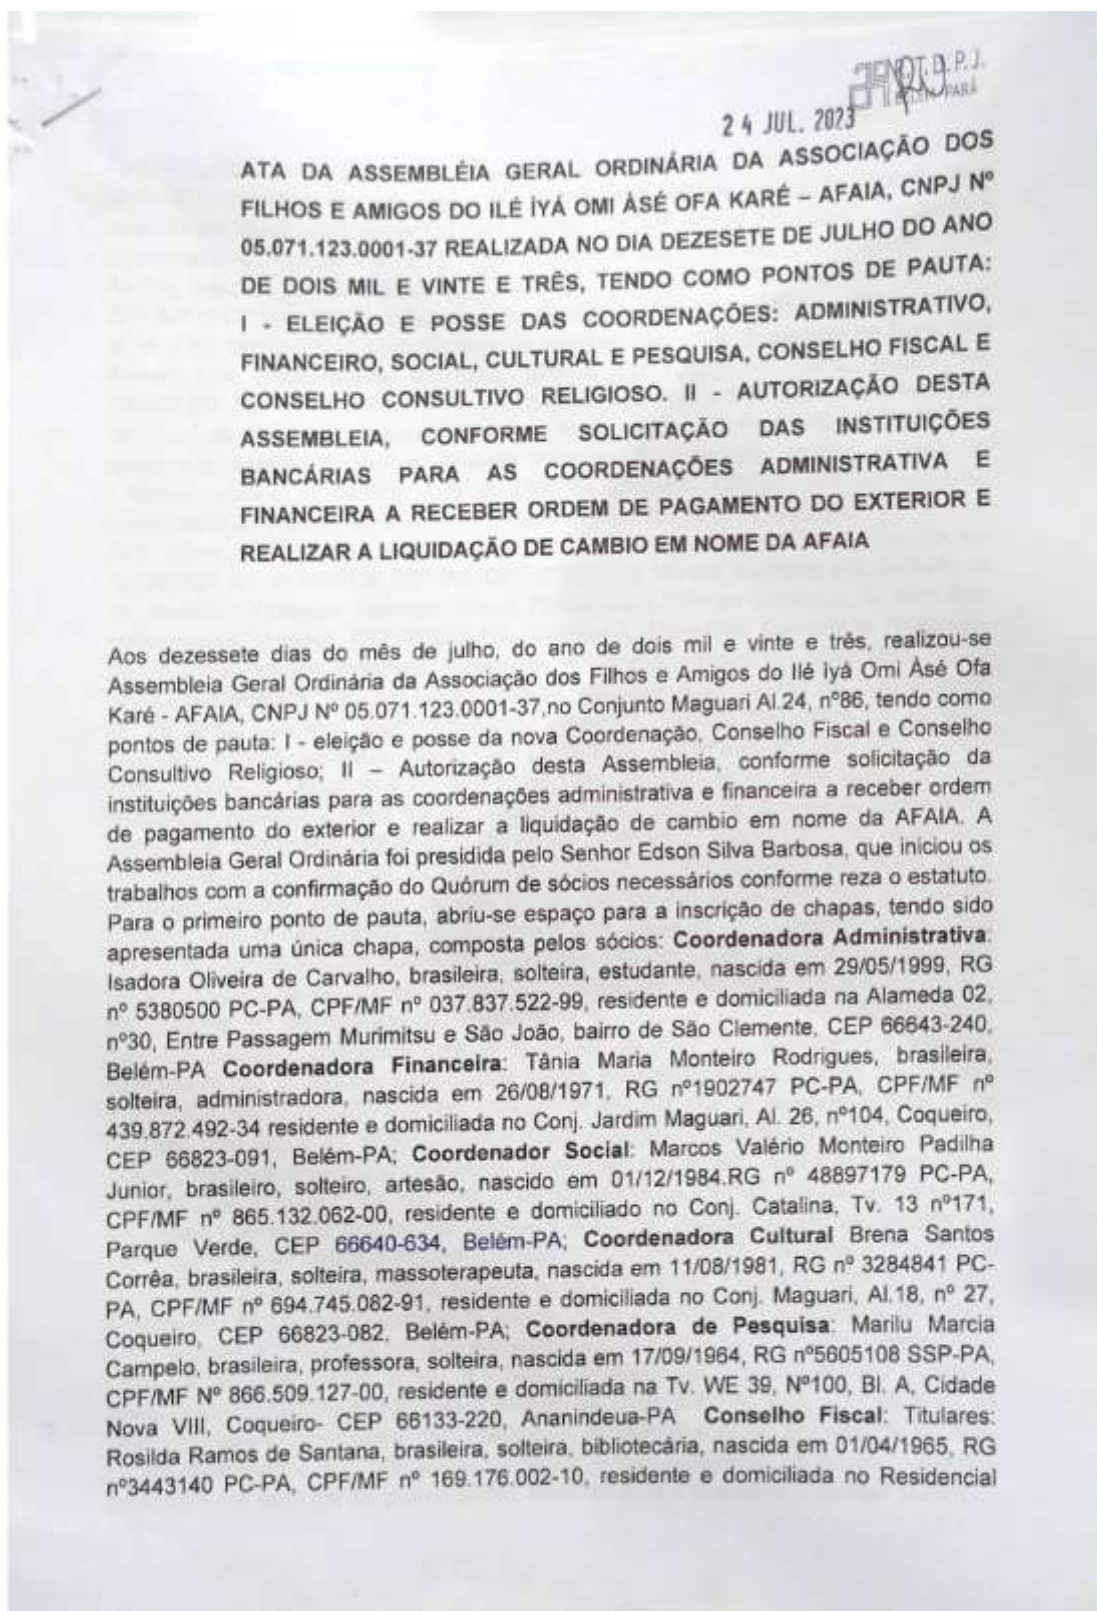 R.T.D.P.J.
BELÉM-PARÁ
24 JUL. 2023
ATA DA ASSEMBLÉIA GERAL ORDINÁRIA DA ASSOCIAÇÃO DOS
FILHOS E AMIGOS DO ILÉ ÌYÁ OMI ÀSÉ OFA KARÉ – AFAIA, CNPJ Nº
05.071.123.0001-37 REALIZADA NO DIA DEZESETE DE JULHO DO ANO
DE DOIS MIL E VINTE E TRÊS, TENDO COMO PONTOS DE PAUTA:
I - ELEIÇÃO E POSSE DAS COORDENAÇÕES: ADMINISTRATIVO,
FINANCEIRO, SOCIAL, CULTURAL E PESQUISA, CONSELHO FISCAL E
CONSELHO CONSULTIVO RELIGIOSO. II - AUTORIZAÇÃO DESTA
ASSEMBLEIA, CONFORME SOLICITAÇÃO DAS INSTITUIÇÕES
BANCÁRIAS PARA AS COORDENAÇÕES ADMINISTRATIVA E
FINANCEIRA A RECEBER ORDEM DE PAGAMENTO DO EXTERIOR E
REALIZAR A LIQUIDAÇÃO DE CAMBIO EM NOME DA AFAIA
Aos dezessete dias do mês de julho, do ano de dois mil e vinte e três, realizou-se
Assembleia Geral Ordinária da Associação dos Filhos e Amigos do Ilé ìyá Omi Àsé Ofa
Karé - AFAIA, CNPJ Nº 05.071.123.0001-37,no Conjunto Maguari Al.24, nº86, tendo como
pontos de pauta: I - eleição e posse da nova Coordenação, Conselho Fiscal e Conselho
Consultivo Religioso; II – Autorização desta Assembleia, conforme solicitação da
instituições bancárias para as coordenações administrativa e financeira a receber ordem
de pagamento do exterior e realizar a liquidação de cambio em nome da AFAIA. A
Assembleia Geral Ordinária foi presidida pelo Senhor Edson Silva Barbosa, que iniciou os
trabalhos com a confirmação do Quórum de sócios necessários conforme reza o estatuto.
Para o primeiro ponto de pauta, abriu-se espaço para a inscrição de chapas, tendo sido
apresentada uma única chapa, composta pelos sócios: Coordenadora Administrativa:
Isadora Oliveira de Carvalho, brasileira, solteira, estudante, nascida em 29/05/1999, RG
nº 5380500 PC-PA, CPF/MF nº 037.837.522-99, residente e domiciliada na Alameda 02,
nº30, Entre Passagem Murimitsu e São João, bairro de São Clemente, CEP 66643-240,
Belém-PA Coordenadora Financeira: Tânia Maria Monteiro Rodrigues, brasileira,
solteira, administradora, nascida em 26/08/1971, RG nº1902747 PC-PA, CPF/MF nº
439.872.492-34 residente e domiciliada no Conj. Jardim Maguari, Al. 26, nº104, Coqueiro,
CEP 66823-091, Belém-PA; Coordenador Social: Marcos Valério Monteiro Padilha
Junior, brasileiro, solteiro, artesão, nascido em 01/12/1984.RG nº 48897179 PC-PA,
CPF/MF nº 865.132.062-00, residente e domiciliado no Conj. Catalina, Tv. 13 nº171,
Parque Verde, CEP 66640-634, Belém-PA; Coordenadora Cultural Brena Santos
Corrêa, brasileira, solteira, massoterapeuta, nascida em 11/08/1981, RG nº 3284841 PC-
PA, CPF/MF nº 694.745.082-91, residente e domiciliada no Conj. Maguari, Al.18, nº 27,
Coqueiro, CEP 66823-082, Belém-PA; Coordenadora de Pesquisa: Marilu Marcia
Campelo, brasileira, professora, solteira, nascida em 17/09/1964, RG nº5605108 SSP-PA,
CPF/MF Nº 866.509.127-00, residente e domiciliada na Tv. WE 39, Nº100, Bl. A, Cidade
Nova VIII, Coqueiro- CEP 66133-220, Ananindeua-PA Conselho Fiscal: Titulares:
Rosilda Ramos de Santana, brasileira, solteira, bibliotecária, nascida em 01/04/1965, RG
nº3443140 PC-PA, CPF/MF nº 169.176.002-10, residente e domiciliada no Residencial